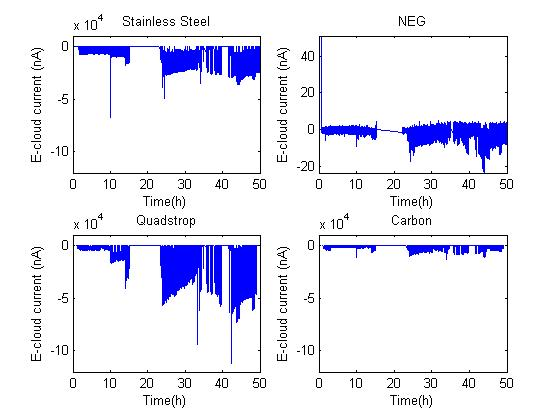 Stainless Steel
x 10^4
E-cloud current (nA)
0
-5
-10
0 10 20 30 40 50
Time(h)
NEG
E-cloud current (nA)
40
20
0
-20
0 10 20 30 40 50
Time(h)
Quadstrop
x 10^4
E-cloud current (nA)
0
-5
-10
0 10 20 30 40 50
Time(h)
Carbon
x 10^4
E-cloud current (nA)
0
-5
-10
0 10 20 30 40 50
Time(h)